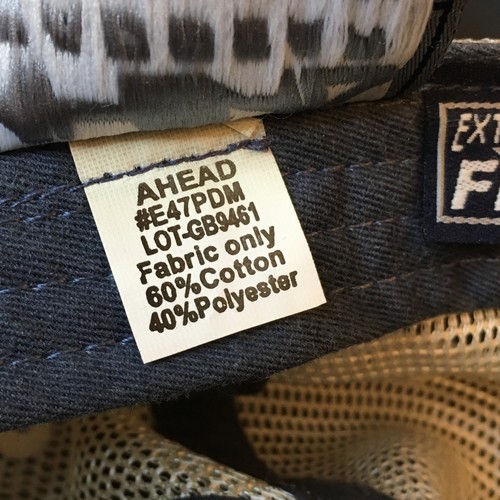 AHEAD
#E47PDM
LOT-GB9461
Fabric only
60%Cotton
40%Polyester